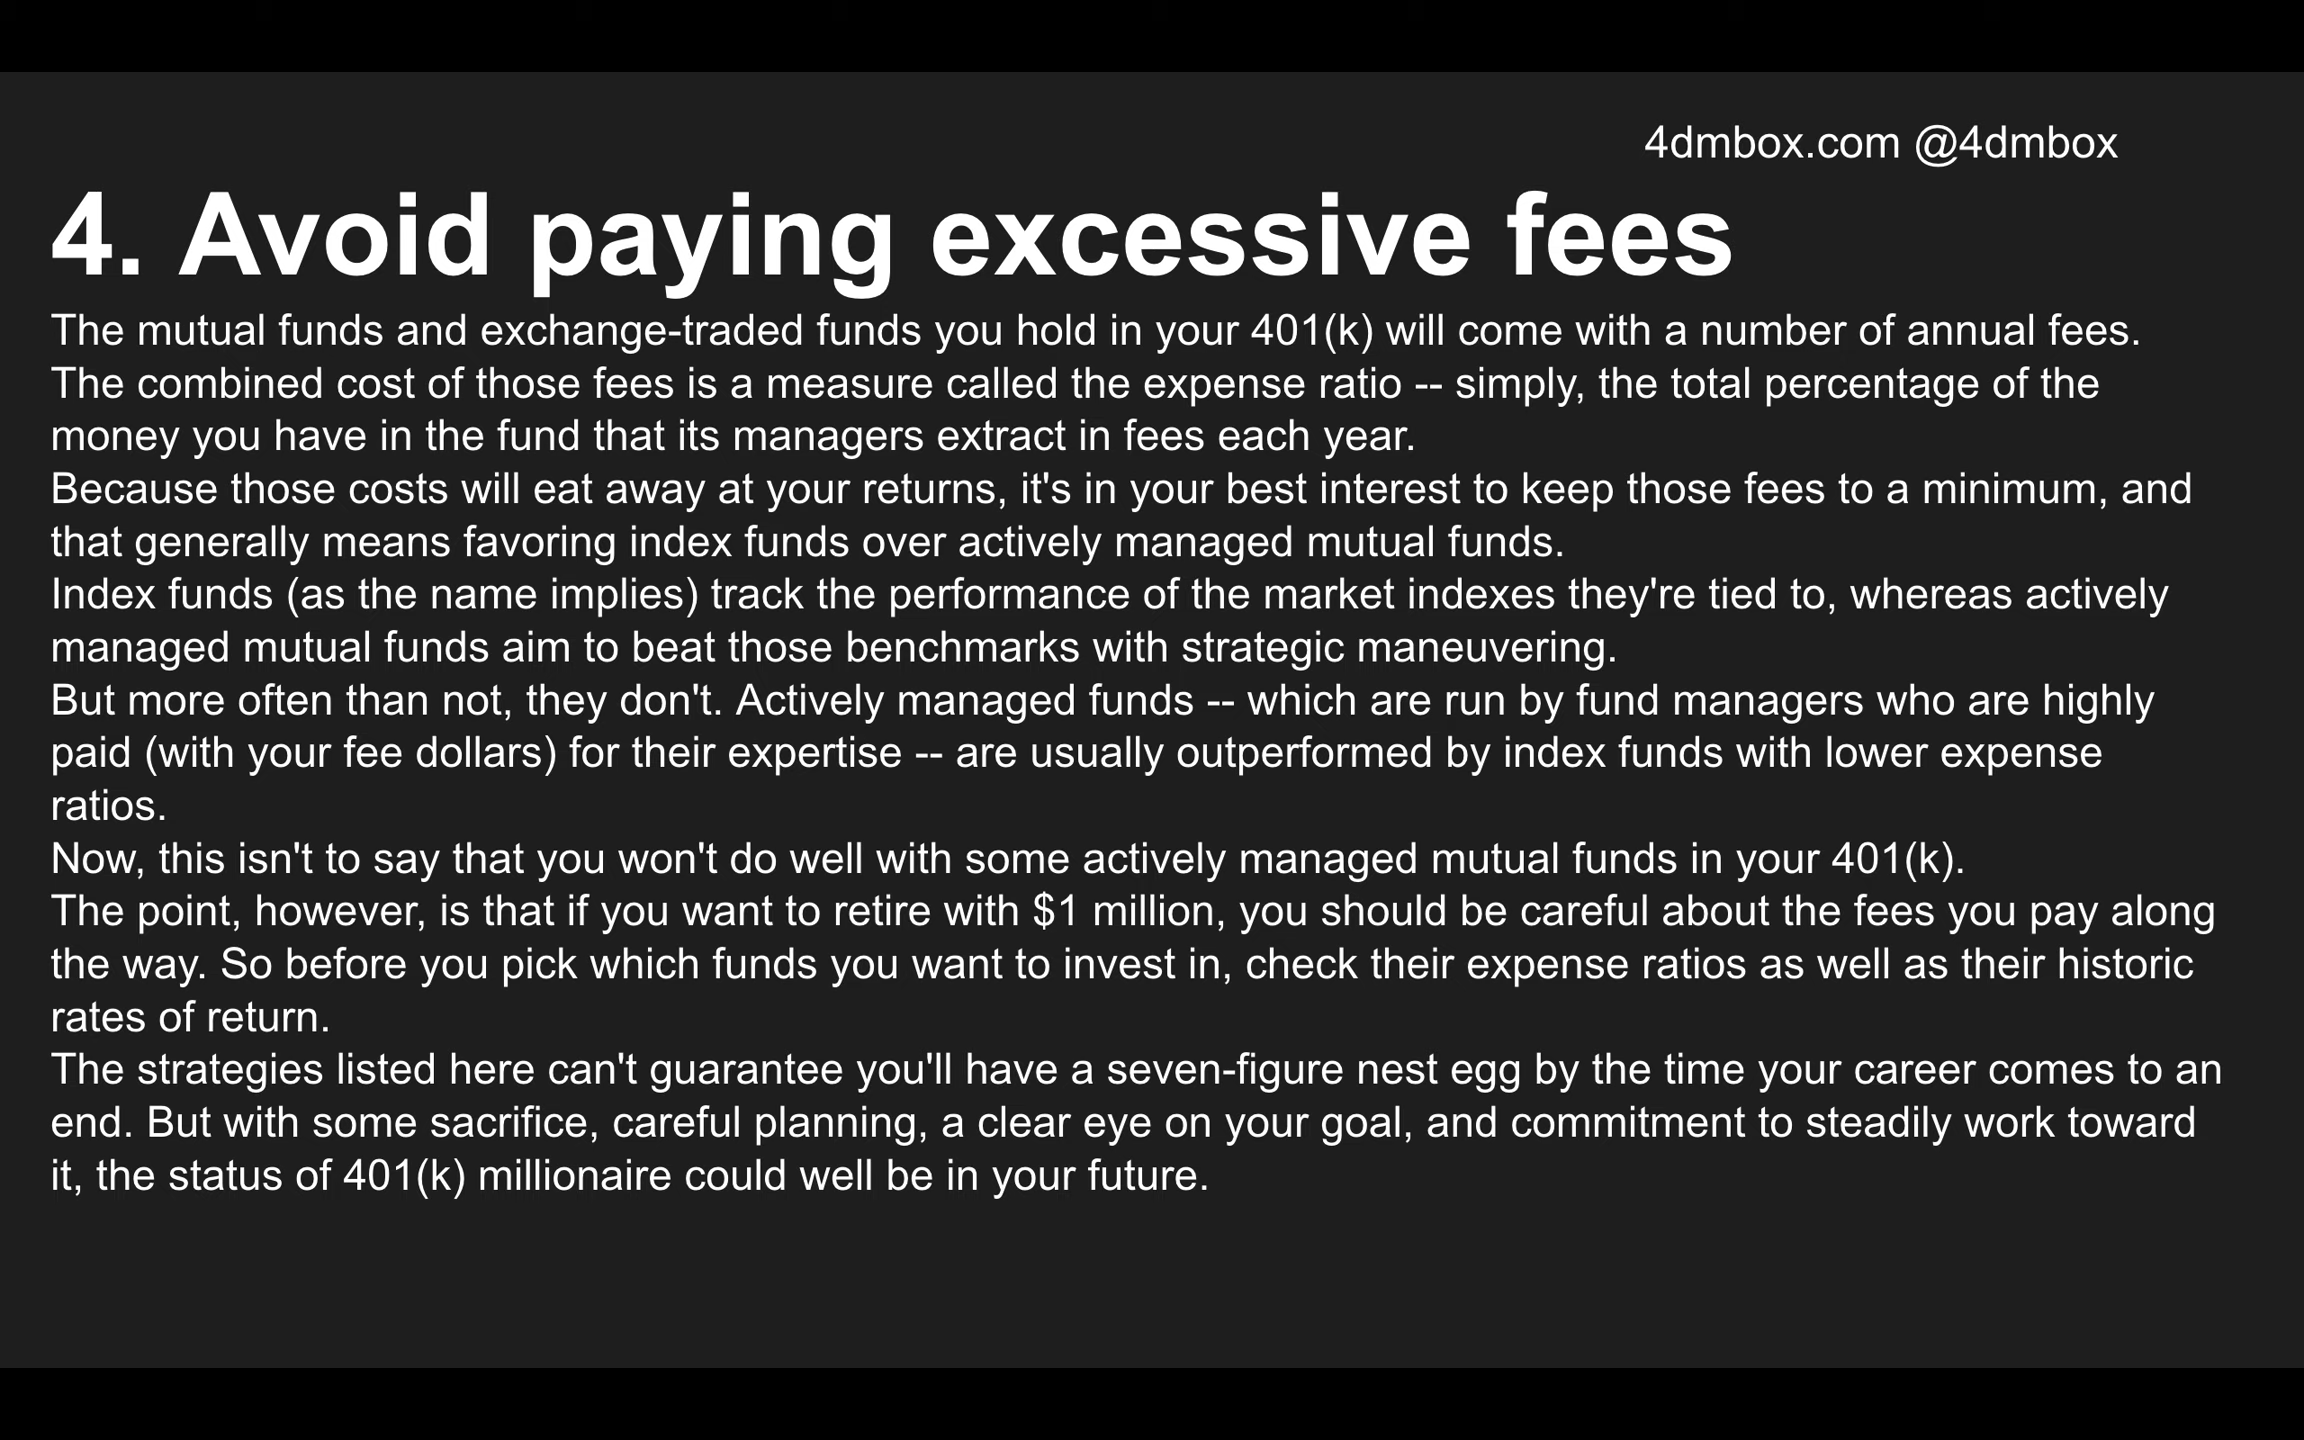 4dmbox.com @4dmbox
4. Avoid paying excessive fees
The mutual funds and exchange-traded funds you hold in your 401(k) will come with a number of annual fees.
The combined cost of those fees is a measure called the expense ratio -- simply, the total percentage of the
money you have in the fund that its managers extract in fees each year.
Because those costs will eat away at your returns, it's in your best interest to keep those fees to a minimum, and
that generally means favoring index funds over actively managed mutual funds.
Index funds (as the name implies) track the performance of the market indexes they're tied to, whereas actively
managed mutual funds aim to beat those benchmarks with strategic maneuvering.
But more often than not, they don't. Actively managed funds -- which are run by fund managers who are highly
paid (with your fee dollars) for their expertise -- are usually outperformed by index funds with lower expense
ratios.
Now, this isn't to say that you won't do well with some actively managed mutual funds in your 401(k).
The point, however, is that if you want to retire with $1 million, you should be careful about the fees you pay along
the way. So before you pick which funds you want to invest in, check their expense ratios as well as their historic
rates of return.
The strategies listed here can't guarantee you'll have a seven-figure nest egg by the time your career comes to an
end. But with some sacrifice, careful planning, a clear eye on your goal, and commitment to steadily work toward
it, the status of 401(k) millionaire could well be in your future.